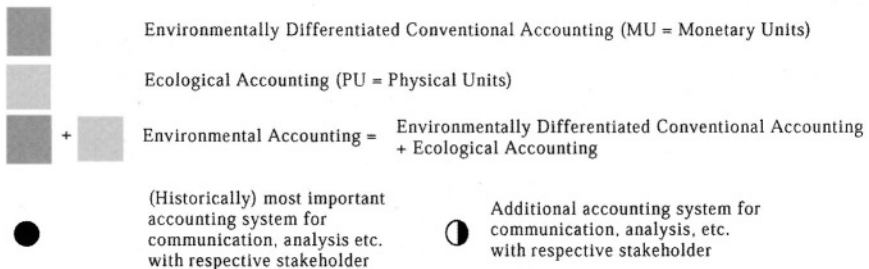 Environmentally Differentiated Conventional Accounting (MU = Monetary Units)
Ecological Accounting (PU = Physical Units)
+ Environmental Accounting = Environmentally Differentiated Conventional Accounting
+ Ecological Accounting
(Historically) most important
accounting system for
communication, analysis etc.
with respective stakeholder
Additional accounting system for
communication, analysis, etc.
with respective stakeholder